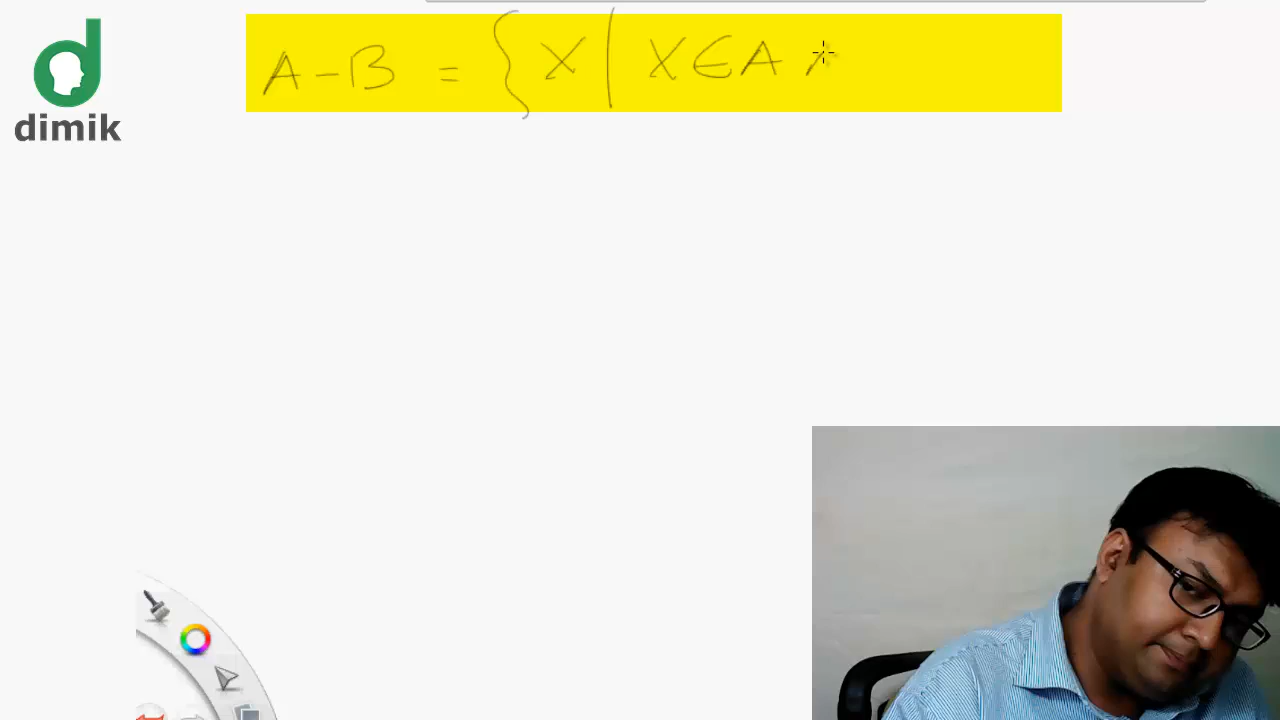 A - B = { X | X ∈ A
dimik